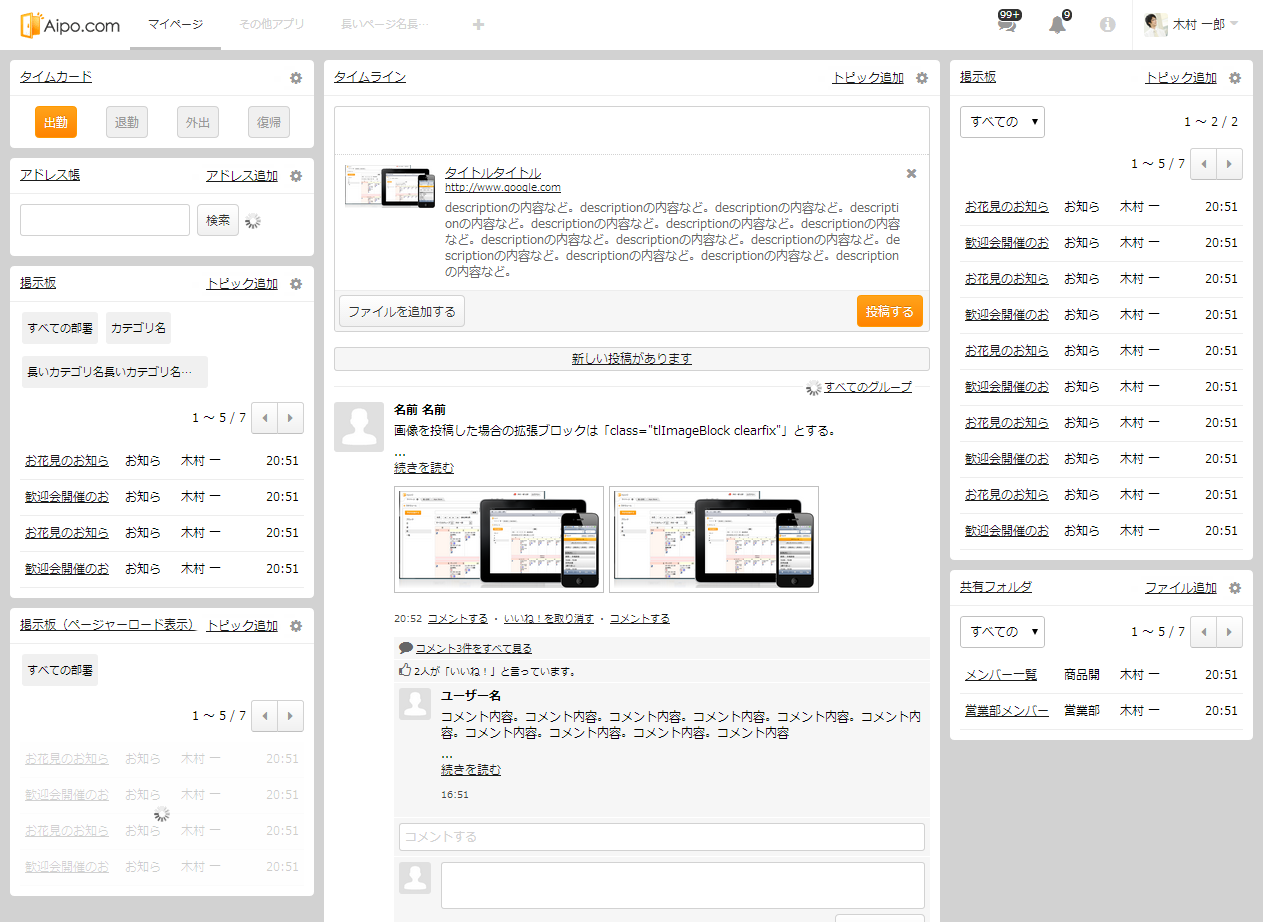 Aipo.com
マイページ
その他アプリ
長いページ名長…
+
99+
9
木村 一郎
タイムカード
出勤
退勤
外出
復帰
アドレス帳
アドレス追加
検索
掲示板
トピック追加
すべての部署
カテゴリ名
長いカテゴリ名長いカテゴリ名…
1 ～ 5 / 7
お花見のお知ら お知ら 木村 一 20:51
歓迎会開催のお お知ら 木村 一 20:51
お花見のお知ら お知ら 木村 一 20:51
歓迎会開催のお お知ら 木村 一 20:51
掲示板（ページャーロード表示）
トピック追加
すべての部署
1 ～ 5 / 7
お花見のお知ら お知ら 木村 一 20:51
歓迎会開催のお お知ら 木村 一 20:51
お花見のお知ら お知ら 木村 一 20:51
歓迎会開催のお お知ら 木村 一 20:51
タイムライン
トピック追加
タイトルタイトル
http://www.google.com
descriptionの内容など。descriptionの内容など。descriptionの内容など。descripti
onの内容など。descriptionの内容など。descriptionの内容など。descriptionの内容
など。descriptionの内容など。descriptionの内容など。descriptionの内容など。de
scriptionの内容など。descriptionの内容など。descriptionの内容など。description
の内容など。
ファイルを追加する
投稿する
新しい投稿があります
すべてのグループ
名前 名前
画像を投稿した場合の拡張ブロックは「class="tlImageBlock clearfix"」とする。
…
続きを読む
20:52 コメントする ・ いいね！を取り消す ・ コメントする
コメント3件をすべて見る
2人が「いいね！」と言っています。
ユーザー名
コメント内容。コメント内容。コメント内容。コメント内容。コメント内容。コメント内
容。コメント内容。コメント内容。コメント内容。コメント内容
…
続きを読む
16:51
コメントする
掲示板
トピック追加
すべての
1 ～ 2 / 2
1 ～ 5 / 7
お花見のお知ら お知ら 木村 一 20:51
歓迎会開催のお お知ら 木村 一 20:51
お花見のお知ら お知ら 木村 一 20:51
歓迎会開催のお お知ら 木村 一 20:51
お花見のお知ら お知ら 木村 一 20:51
歓迎会開催のお お知ら 木村 一 20:51
お花見のお知ら お知ら 木村 一 20:51
歓迎会開催のお お知ら 木村 一 20:51
お花見のお知ら お知ら 木村 一 20:51
歓迎会開催のお お知ら 木村 一 20:51
共有フォルダ
ファイル追加
すべての
1 ～ 5 / 7
メンバー一覧 商品開 木村 一 20:51
営業部メンバー 営業部 木村 一 20:51